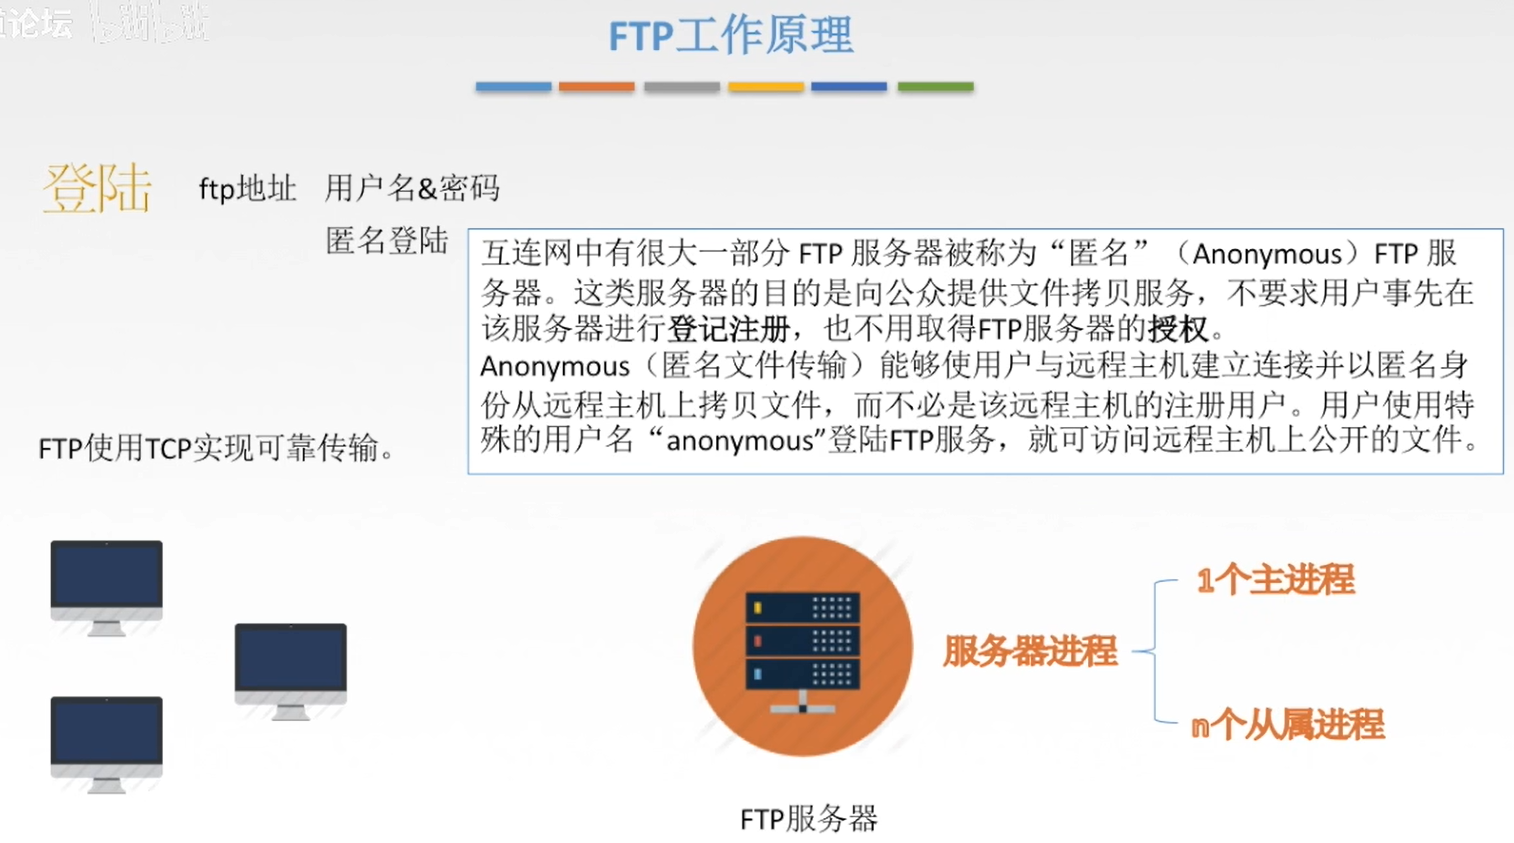 论坛 bilibili
FTP工作原理
登陆 ftp地址 用户名&密码
匿名登陆
互连网中有很大一部分 FTP 服务器被称为“匿名”（Anonymous）FTP 服
务器。这类服务器的目的是向公众提供文件拷贝服务，不要求用户事先在
该服务器进行登记注册，也不用取得FTP服务器的授权。
Anonymous（匿名文件传输）能够使用户与远程主机建立连接并以匿名身
份从远程主机上拷贝文件，而不必是该远程主机的注册用户。用户使用特
殊的用户名“anonymous”登陆FTP服务，就可访问远程主机上公开的文件。
FTP使用TCP实现可靠传输。
1个主进程
服务器进程
n个从属进程
FTP服务器